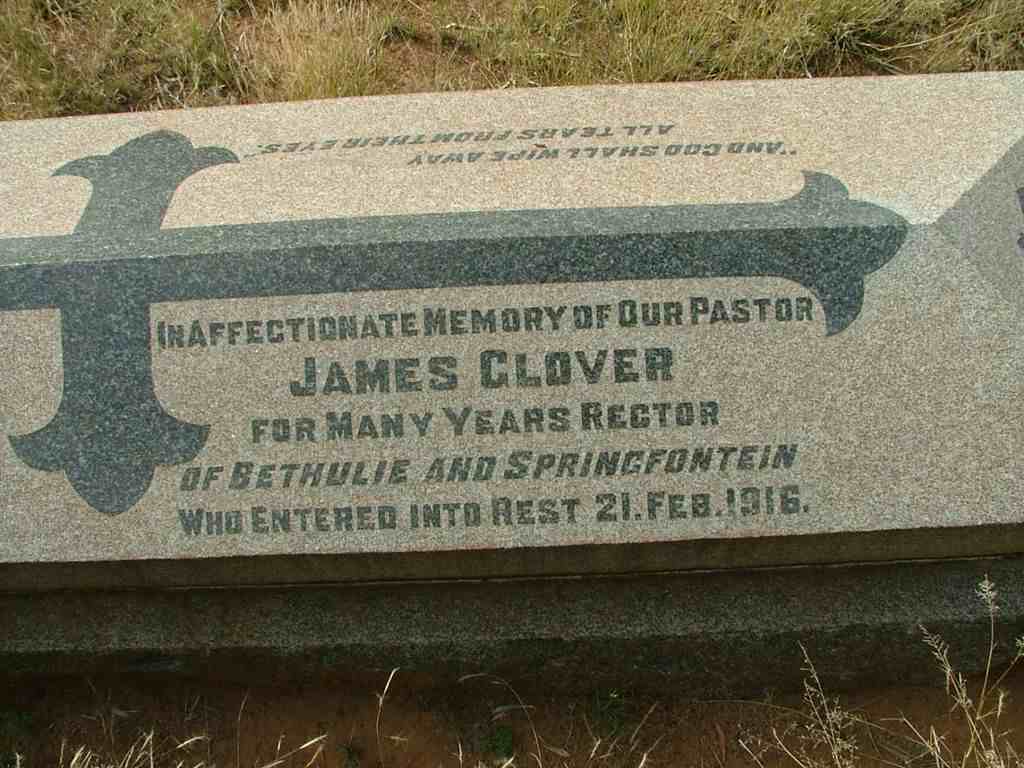 "AND GOD SHALL WIPE AWAY
ALL TEARS FROM THEIR EYES."
IN AFFECTIONATE MEMORY OF OUR PASTOR
JAMES GLOVER
FOR MANY YEARS RECTOR
OF BETHULIE AND SPRINGFONTEIN
WHO ENTERED INTO REST 21. FEB. 1916.